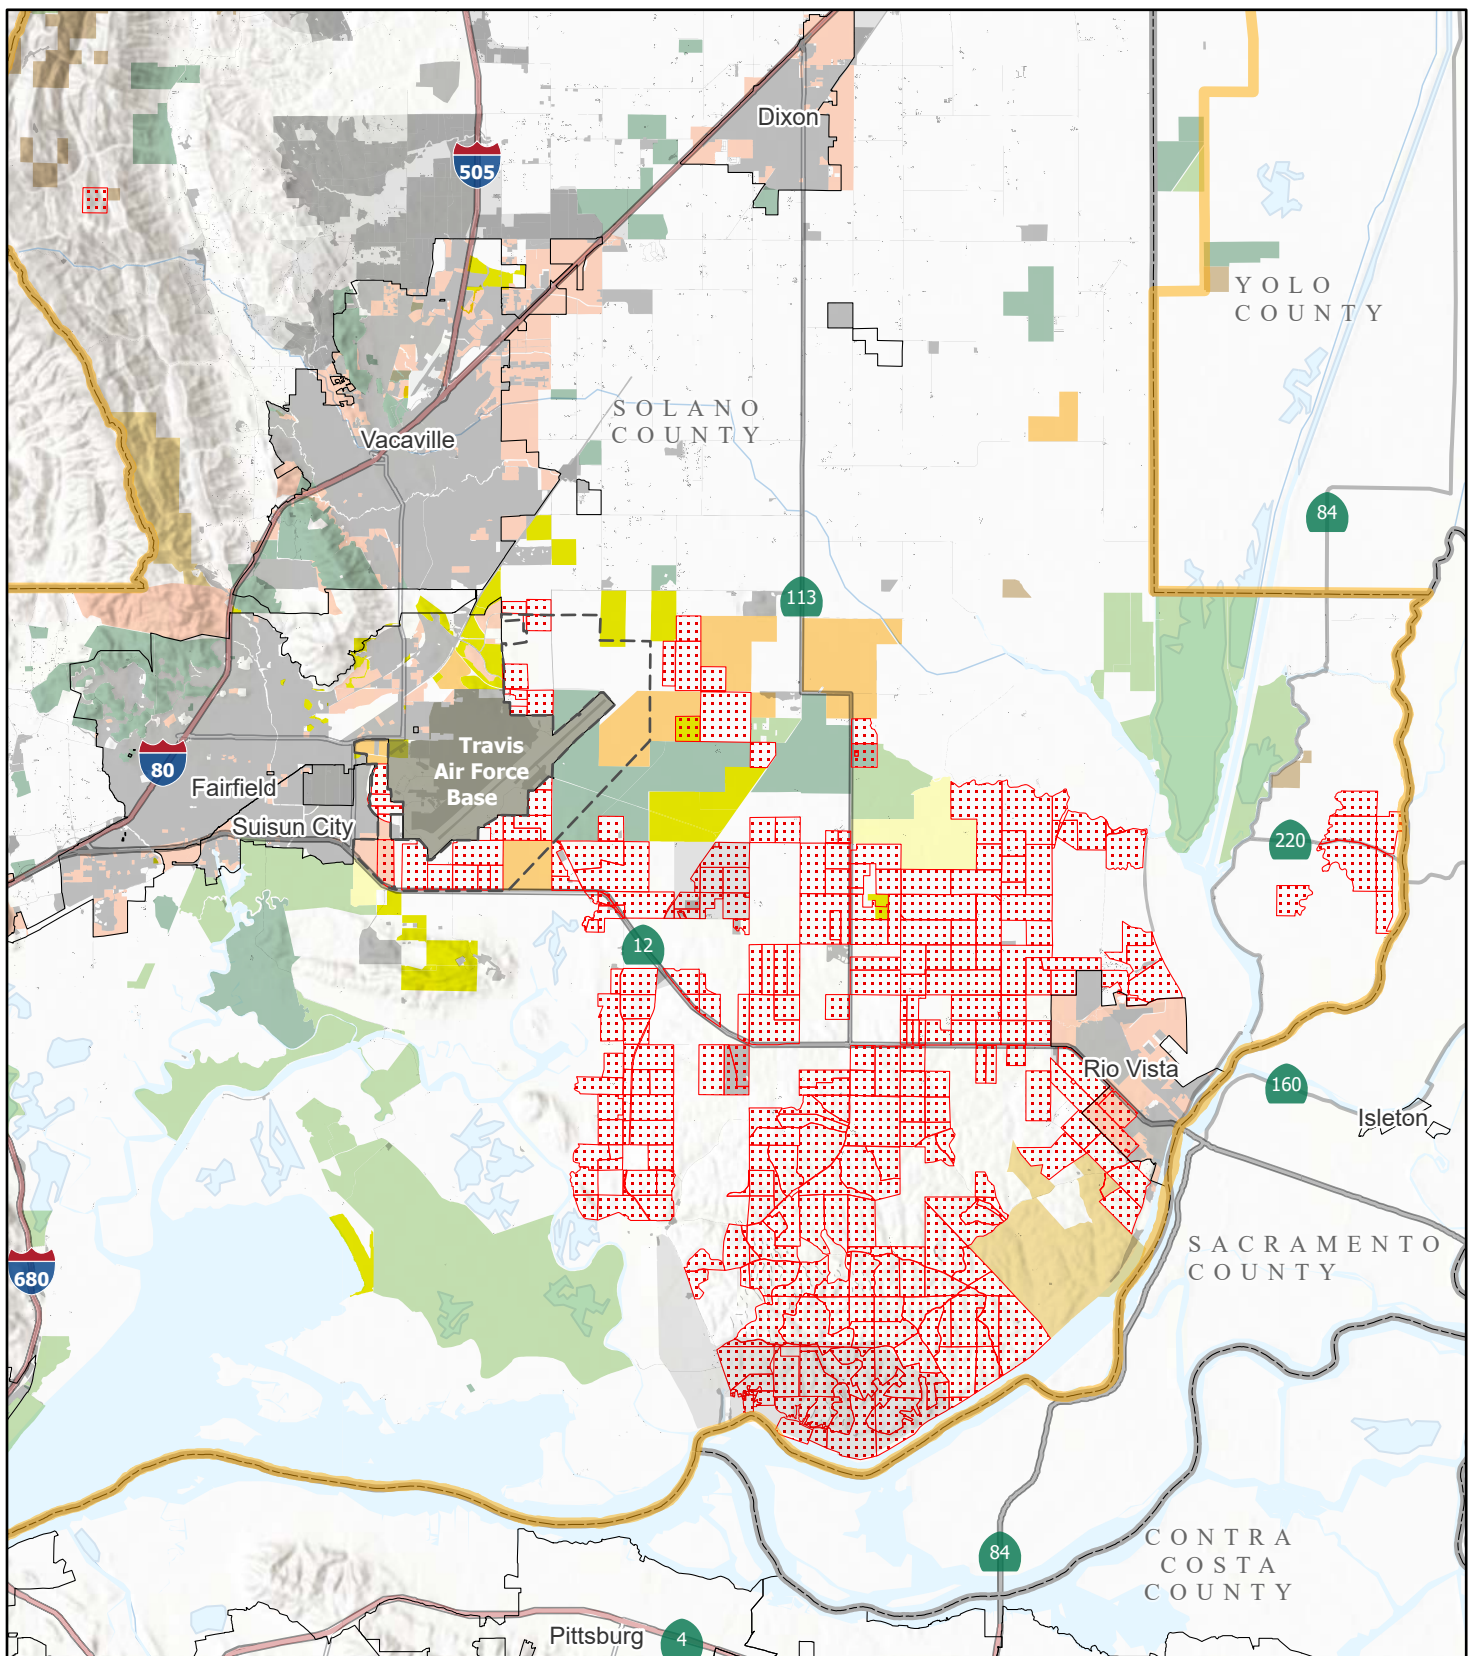 Dixon
505
YOLO
COUNTY
SOLANO
COUNTY
Vacaville
84
113
Travis
Air Force
Base
80
Fairfield
Suisun City
220
12
Rio Vista
160
Isleton
SACRAMENTO
COUNTY
680
CONTRA
COSTA
COUNTY
84
Pittsburg
4